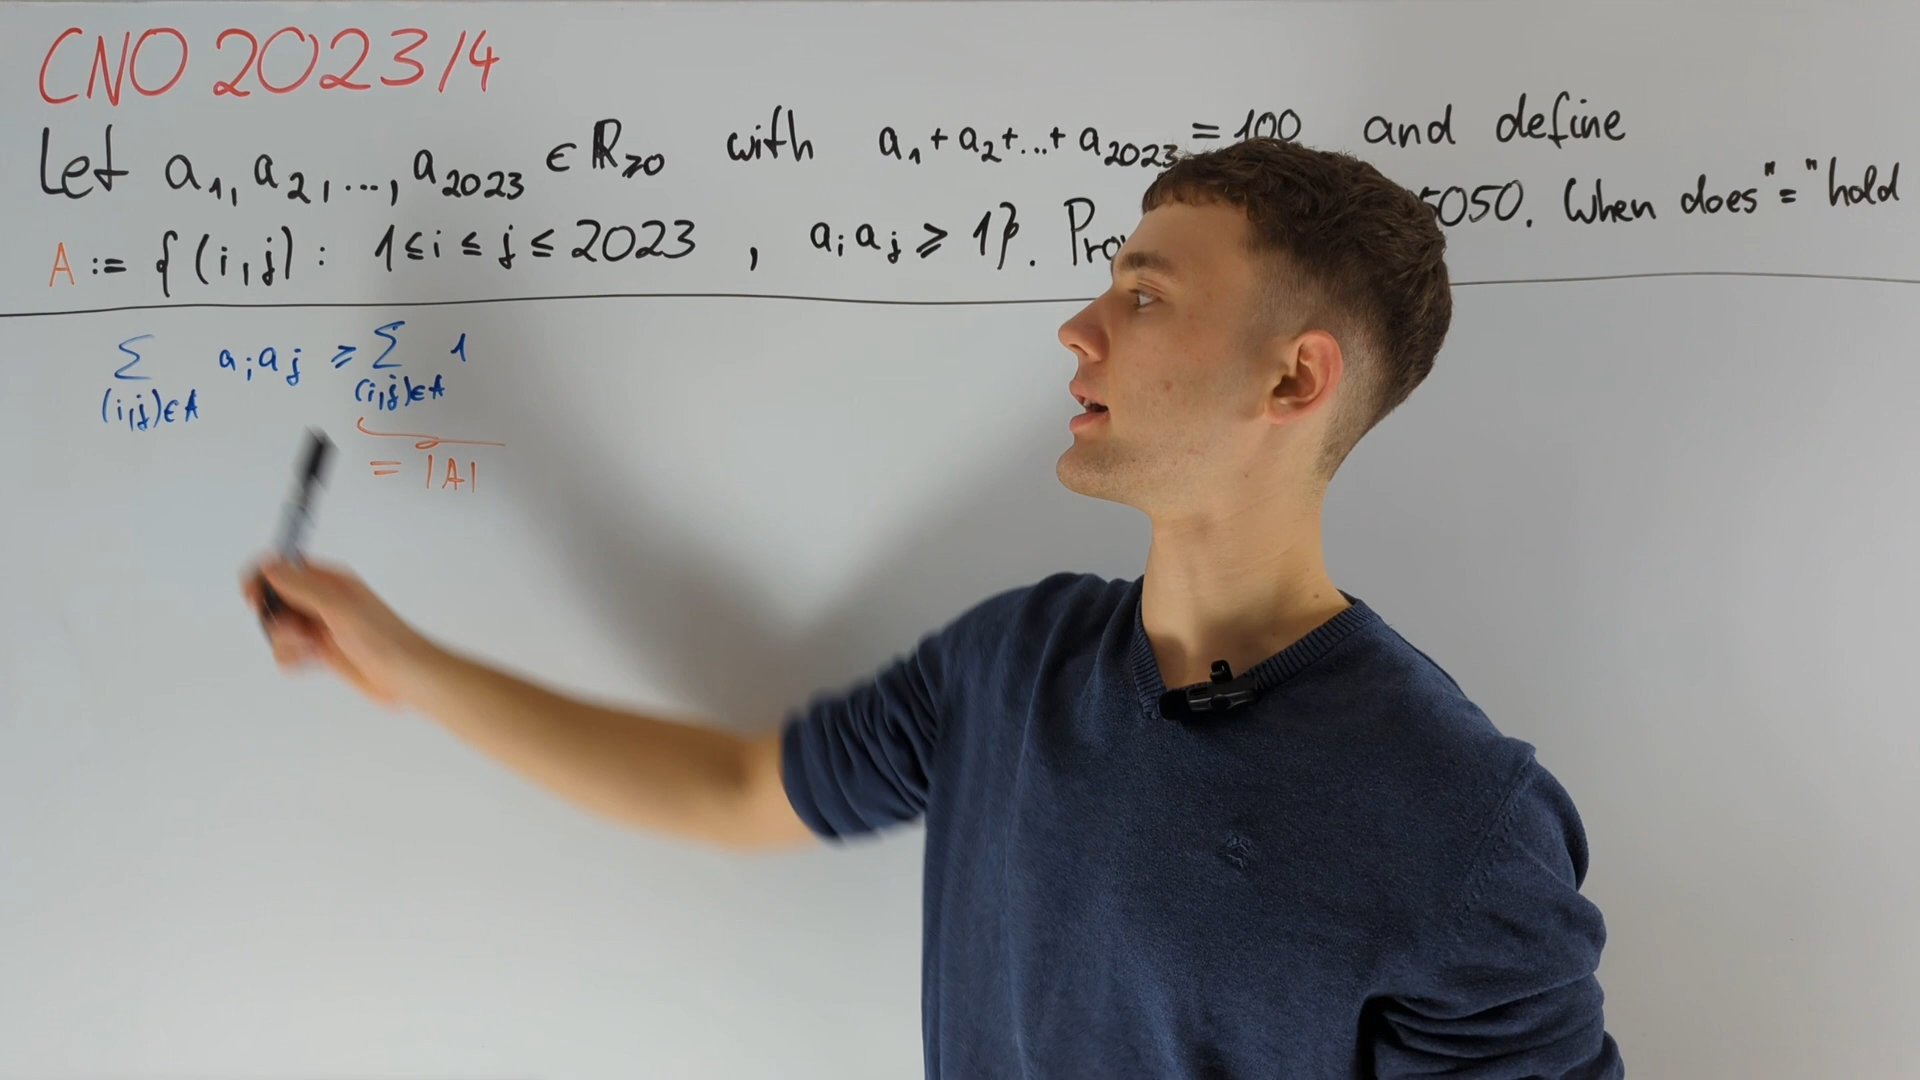 CNO 2023/4
Let a₁, a₂, ..., a₂₀₂₃ ∈ ℝ≥0 with a₁ + a₂ + ... + a₂₀₂₃ = 100 and define
A := {(i,j) : 1 ≤ i ≤ j ≤ 2023 , aᵢaⱼ ≥ 1}. 5050. When does "=" hold
∑ aᵢaⱼ ≥ ∑ 1
(i,j)∈A (i,j)∈A
= |A|